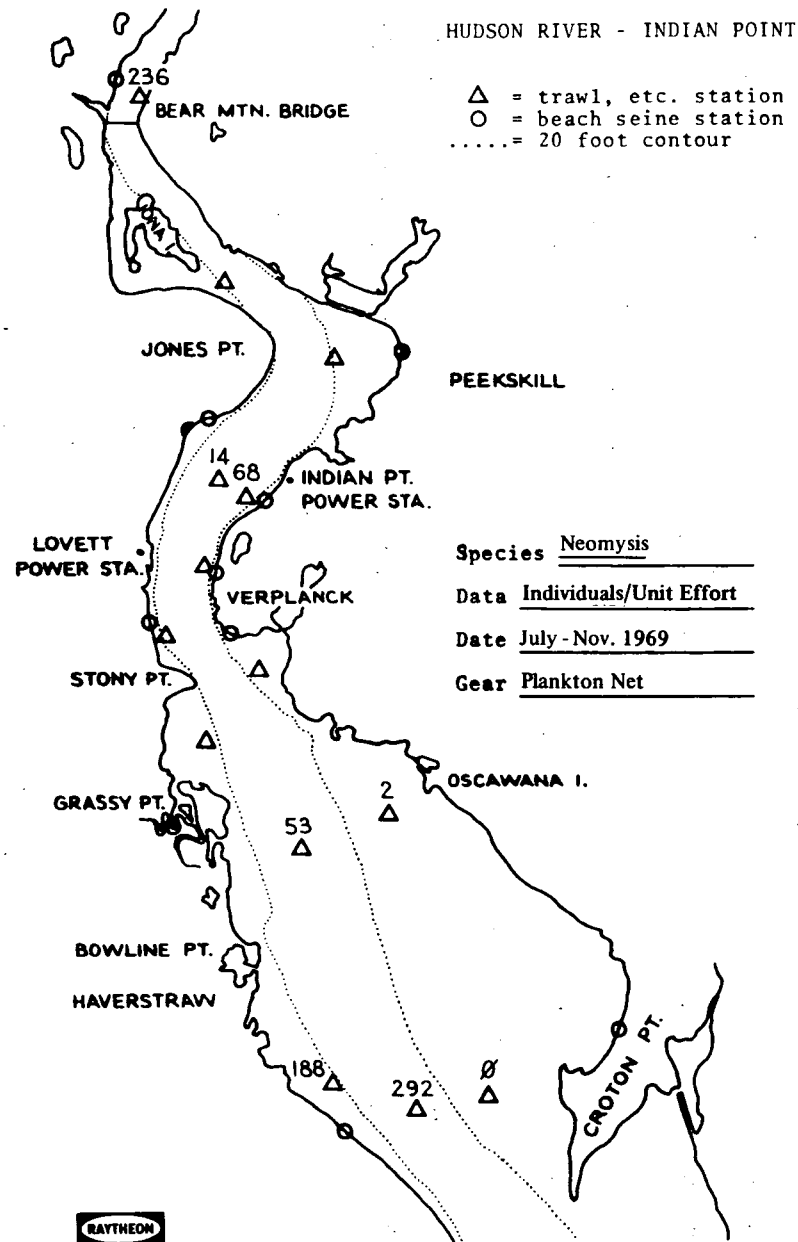 HUDSON RIVER - INDIAN POINT
△ = trawl, etc. station
○ = beach seine station
..... = 20 foot contour
236
BEAR MTN. BRIDGE
IONA I.
JONES PT.
PEEKSKILL
14
68
INDIAN PT.
POWER STA.
LOVETT
POWER STA.
VERPLANCK
Species Neomysis
Data Individuals/Unit Effort
Date July - Nov. 1969
Gear Plankton Net
STONY PT.
OSCAWANA I.
GRASSY PT.
2
53
BOWLINE PT.
HAVERSTRAW
CROTON PT.
188
292
Ø
RAYTHEON